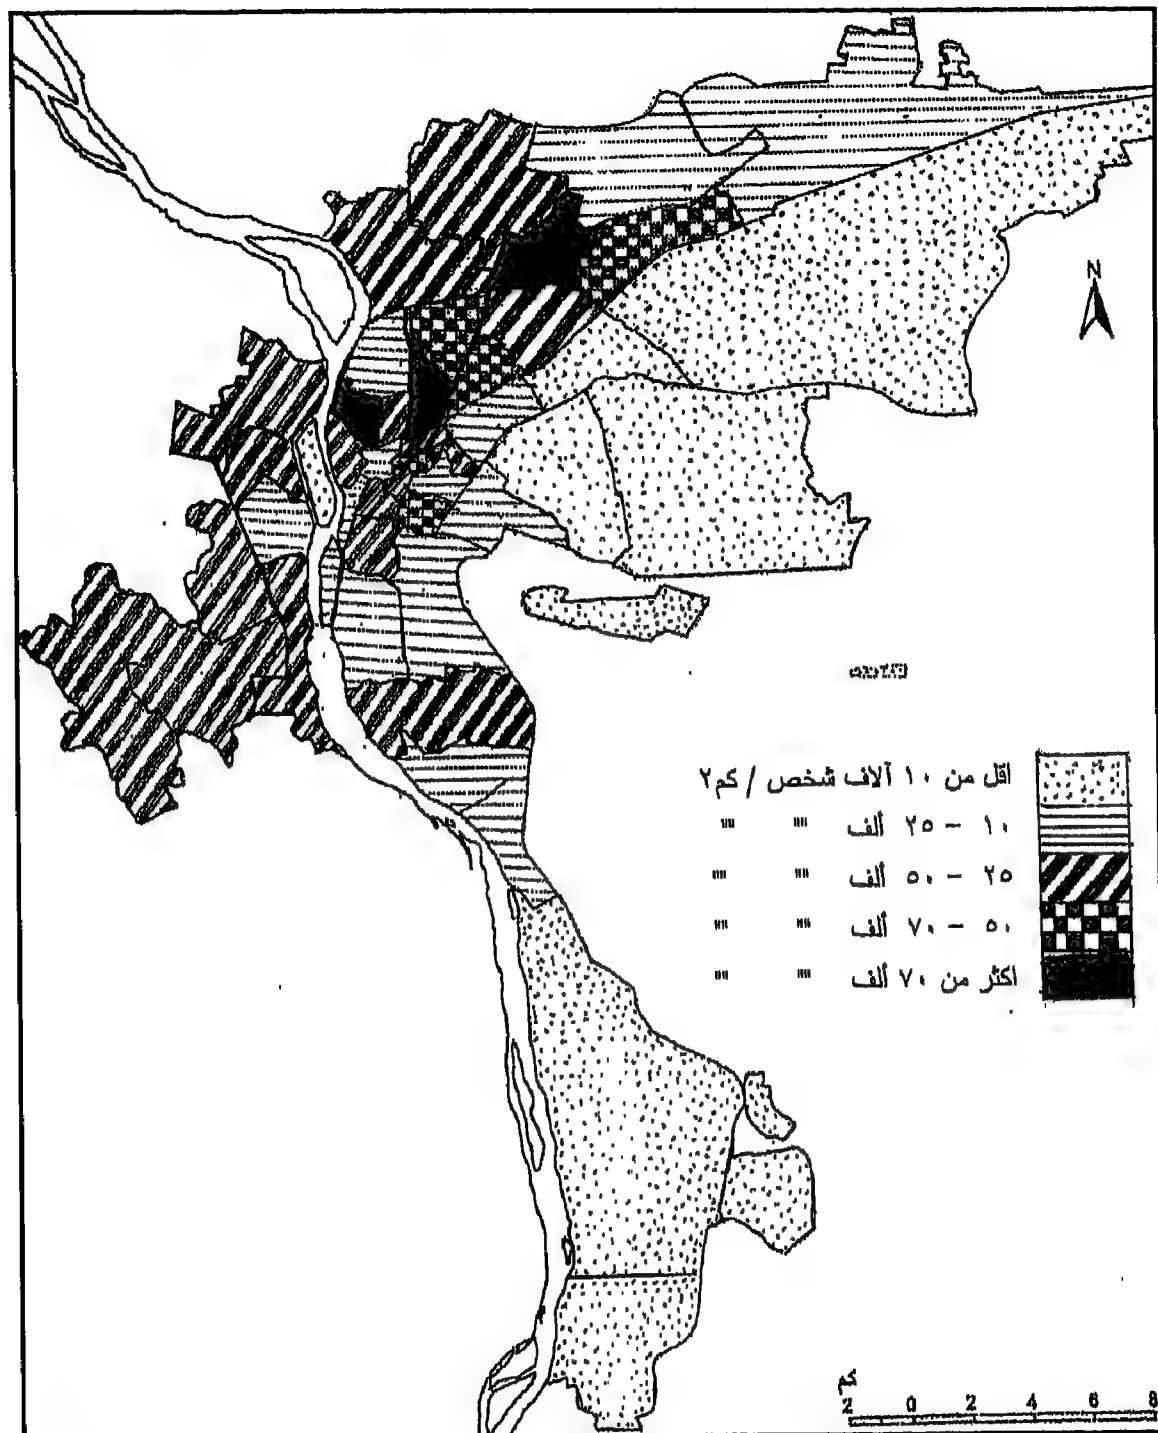 N
اقل من ١٠ آلاف شخص / كم٢
١٠ - ٢٥ ألف " "
٢٥ - ٥٠ ألف " "
٥٠ - ٧٠ ألف " "
اكثر من ٧٠ ألف " "
كم
2 0 2 4 6 8